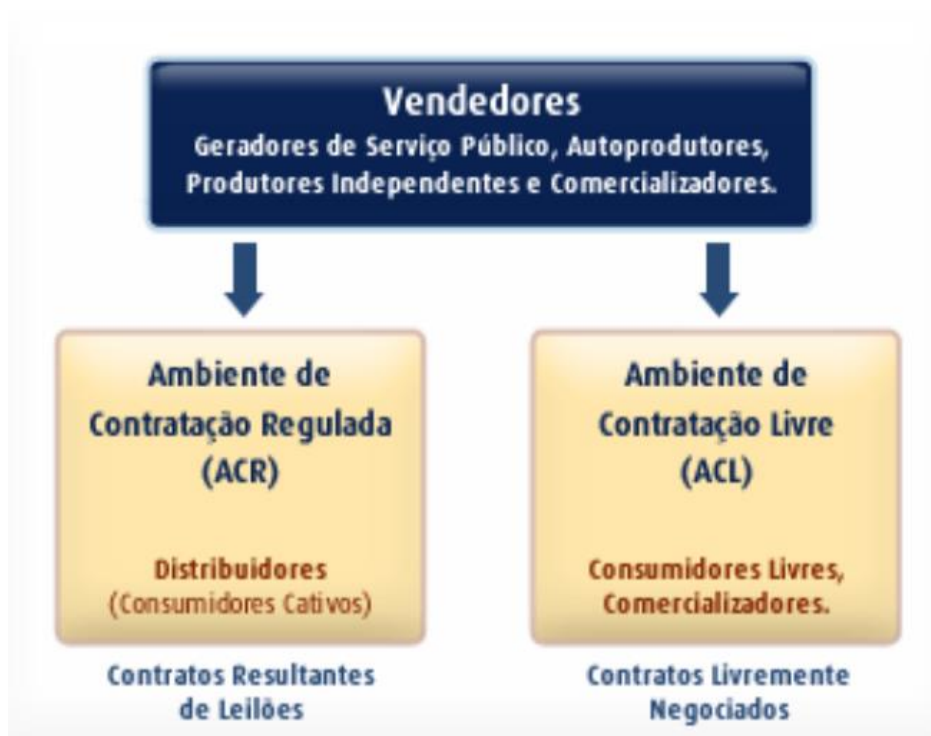 Vendedores
Geradores de Serviço Público, Autoprodutores,
Produtores Independentes e Comercializadores.
Ambiente de
Contratação Regulada
(ACR)
Distribuidores
(Consumidores Cativos)
Contratos Resultantes
de Leilões
Ambiente de
Contratação Livre
(ACL)
Consumidores Livres,
Comercializadores.
Contratos Livremente
Negociados